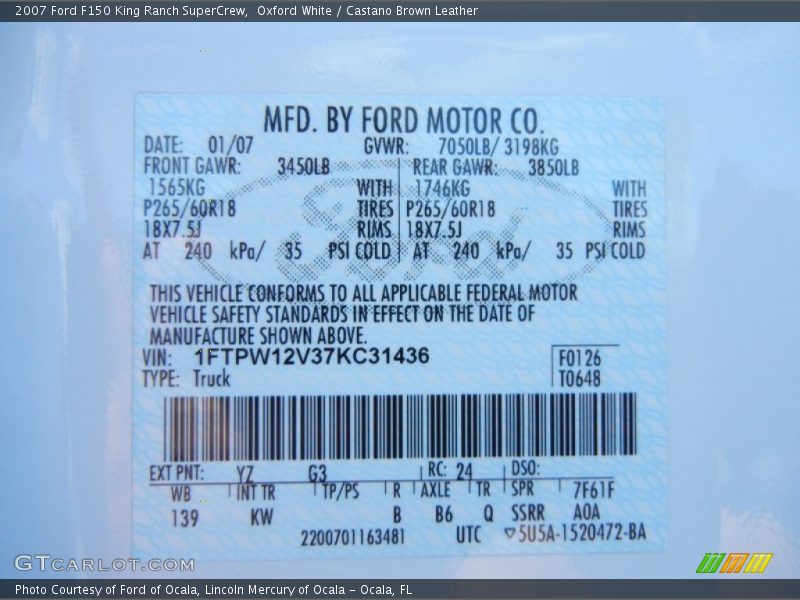 2007 Ford F150 King Ranch SuperCrew,  Oxford White / Castano Brown Leather
MFD. BY FORD MOTOR CO.
DATE: 01/07 GVWR: 7050LB/ 3198KG
FRONT GAWR: 3450LB REAR GAWR: 3850LB
1565KG WITH 1746KG WITH
P265/60R18 TIRES P265/60R18 TIRES
18X7.5J RIMS 18X7.5J RIMS
AT 240 kPa/ 35 PSI COLD AT 240 kPa/ 35 PSI COLD
Ford
THIS VEHICLE CONFORMS TO ALL APPLICABLE FEDERAL MOTOR
VEHICLE SAFETY STANDARDS IN EFFECT ON THE DATE OF
MANUFACTURE SHOWN ABOVE.
VIN: 1FTPW12V37KC31436 F0126
TYPE: Truck T0648
EXT PNT: YZ G3 RC: 24 DSO:
WB INT TR TP/PS R AXLE TR SPR 7F61F
139 KW B B6 Q SSRR AOA
2200701163481 UTC ▽5U5A-1520472-BA
GTCARLOT.COM
Photo Courtesy of Ford of Ocala, Lincoln Mercury of Ocala - Ocala, FL